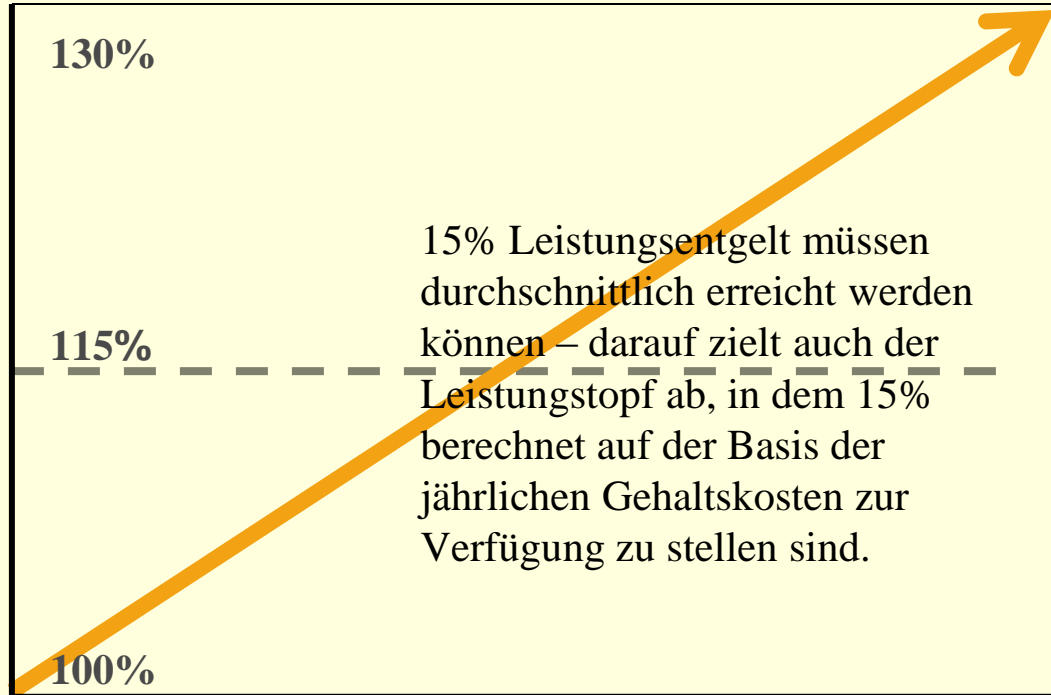 130%
15% Leistungsentgelt müssen
durchschnittlich erreicht werden
115%
können – darauf zielt auch der
Leistungstopf ab, in dem 15%
berechnet auf der Basis der
jährlichen Gehaltskosten zur
Verfügung zu stellen sind.
100%